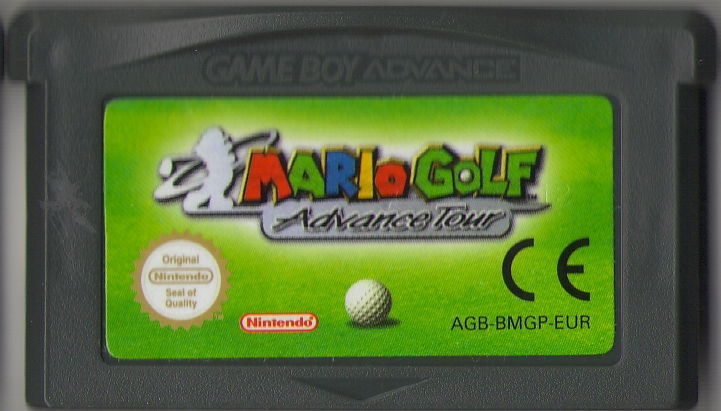 GAME BOY ADVANCE
MARIO GOLF
Advance Tour
Original
Nintendo
Seal of
Quality
Nintendo
CE
AGB-BMGP-EUR